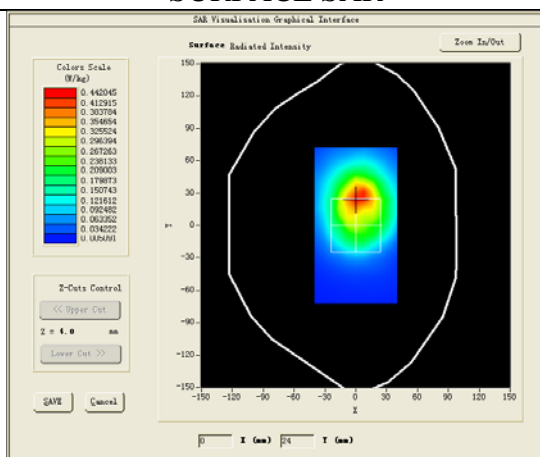 SURFACE SAR
SAR Visualisation Graphical Interface
Surface Radiated Intensity
Zoom In/Out
Colors Scale
(W/kg)
0.442045
0.412915
0.383784
0.354654
0.325524
0.296394
0.267263
0.238133
0.209003
0.179873
0.150743
0.121612
0.092482
0.063352
0.034222
0.005091
150
120
90
60
30
0
-30
-60
-90
-120
-150
Y
-150 -120 -90 -60 -30 0 30 60 90 120 150
X
Z-Cuts Control
<< Upper Cut
Z = 4.0 mm
Lower Cut >>
SAVE Cancel
0 X (mm) 24 Y (mm)